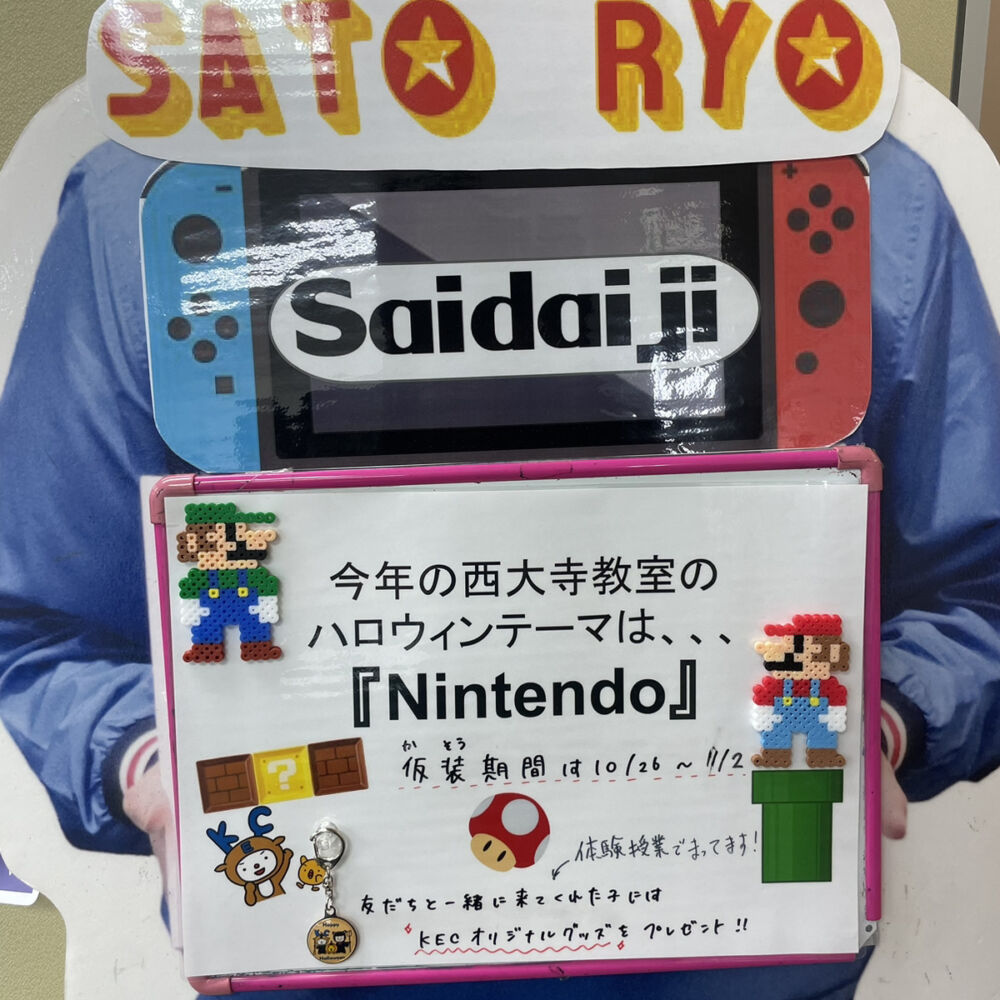 SATO RYO
Saidaiji
今年の西大寺教室の
ハロウィンテーマは、、、
『Nintendo』
か そう
仮装期間は10/26～11/2
?
KEC
体験授業でまってます!
友だちと一緒に来てくれた子には
KECオリジナルグッズをプレゼント!!
Happy
Halloween